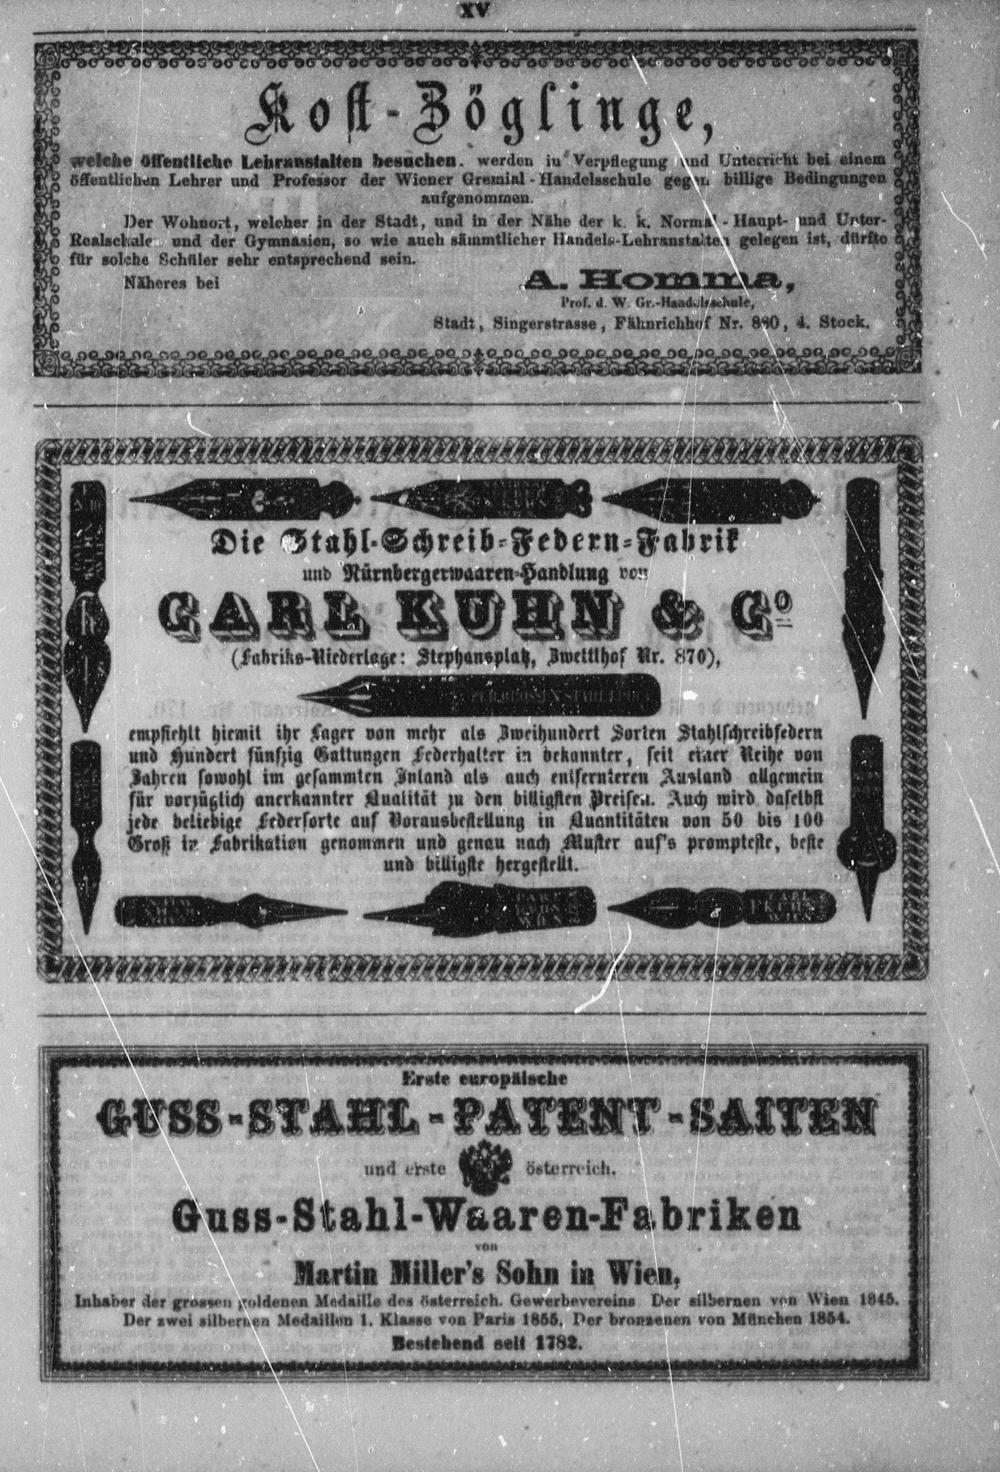 XV
Kost-Zöglinge,
welche öffentliche Lehranstalten besuchen, werden in Verpflegung und Unterricht bei einem
öffentlichen Lehrer und Professor der Wiener Gremial-Handelsschule gegen billige Bedingungen
aufgenommen.
Der Wohnort, welcher in der Stadt, und in der Nähe der k. k. Normal-Haupt- und Unter-
Realschule und der Gymnasien, so wie auch sämmtlicher Handels-Lehranstalten gelegen ist, dürfte
für solche Schüler sehr entsprechend sein.
Näheres bei
A. Homma,
Prof. d. W. Gr.-Handelsschule,
Stadt, Singerstrasse, Fähnrichhof Nr. 4. Stock.
Die Stahl-Schreib-Federn-Fabrik
und Nürnbergerwaaren-Handlung von
CARL KUHN & Co
(Fabriks-Niederlage: Stephansplatz, Zwettlhof Nr. 870),
empfiehlt hiemit ihr Lager von mehr als Zweihundert Sorten Stahlschreibfedern
und Hundert fünfzig Gattungen Federhalter in bekannter, seit einer Reihe von
Jahren sowohl im gesammten Inland als auch entfernteren Ausland allgemein
für vorzüglich anerkannter Qualität zu den billigsten Preisen. Auch wird daselbst
jede beliebige Federsorte auf Vorausbestellung in Quantitäten von 50 bis 100
Groß in Fabrikation genommen und genau nach Muster auf's prompteste, beste
und billigste hergestellt.
CARL
KUHN
WIEN
Erste europäische
GUSS-STAHL-PATENT-SAITEN
und erste österreich.
Guss-Stahl-Waaren-Fabriken
von
Martin Miller's Sohn in Wien,
Inhaber der grossen goldenen Medaille des österreich. Gewerbevereins Der silbernen von Wien 1845.
Der zwei silbernen Medaillen 1. Klasse von Paris 1855, Der bronzenen von München 1854.
Bestehend seit 1782.